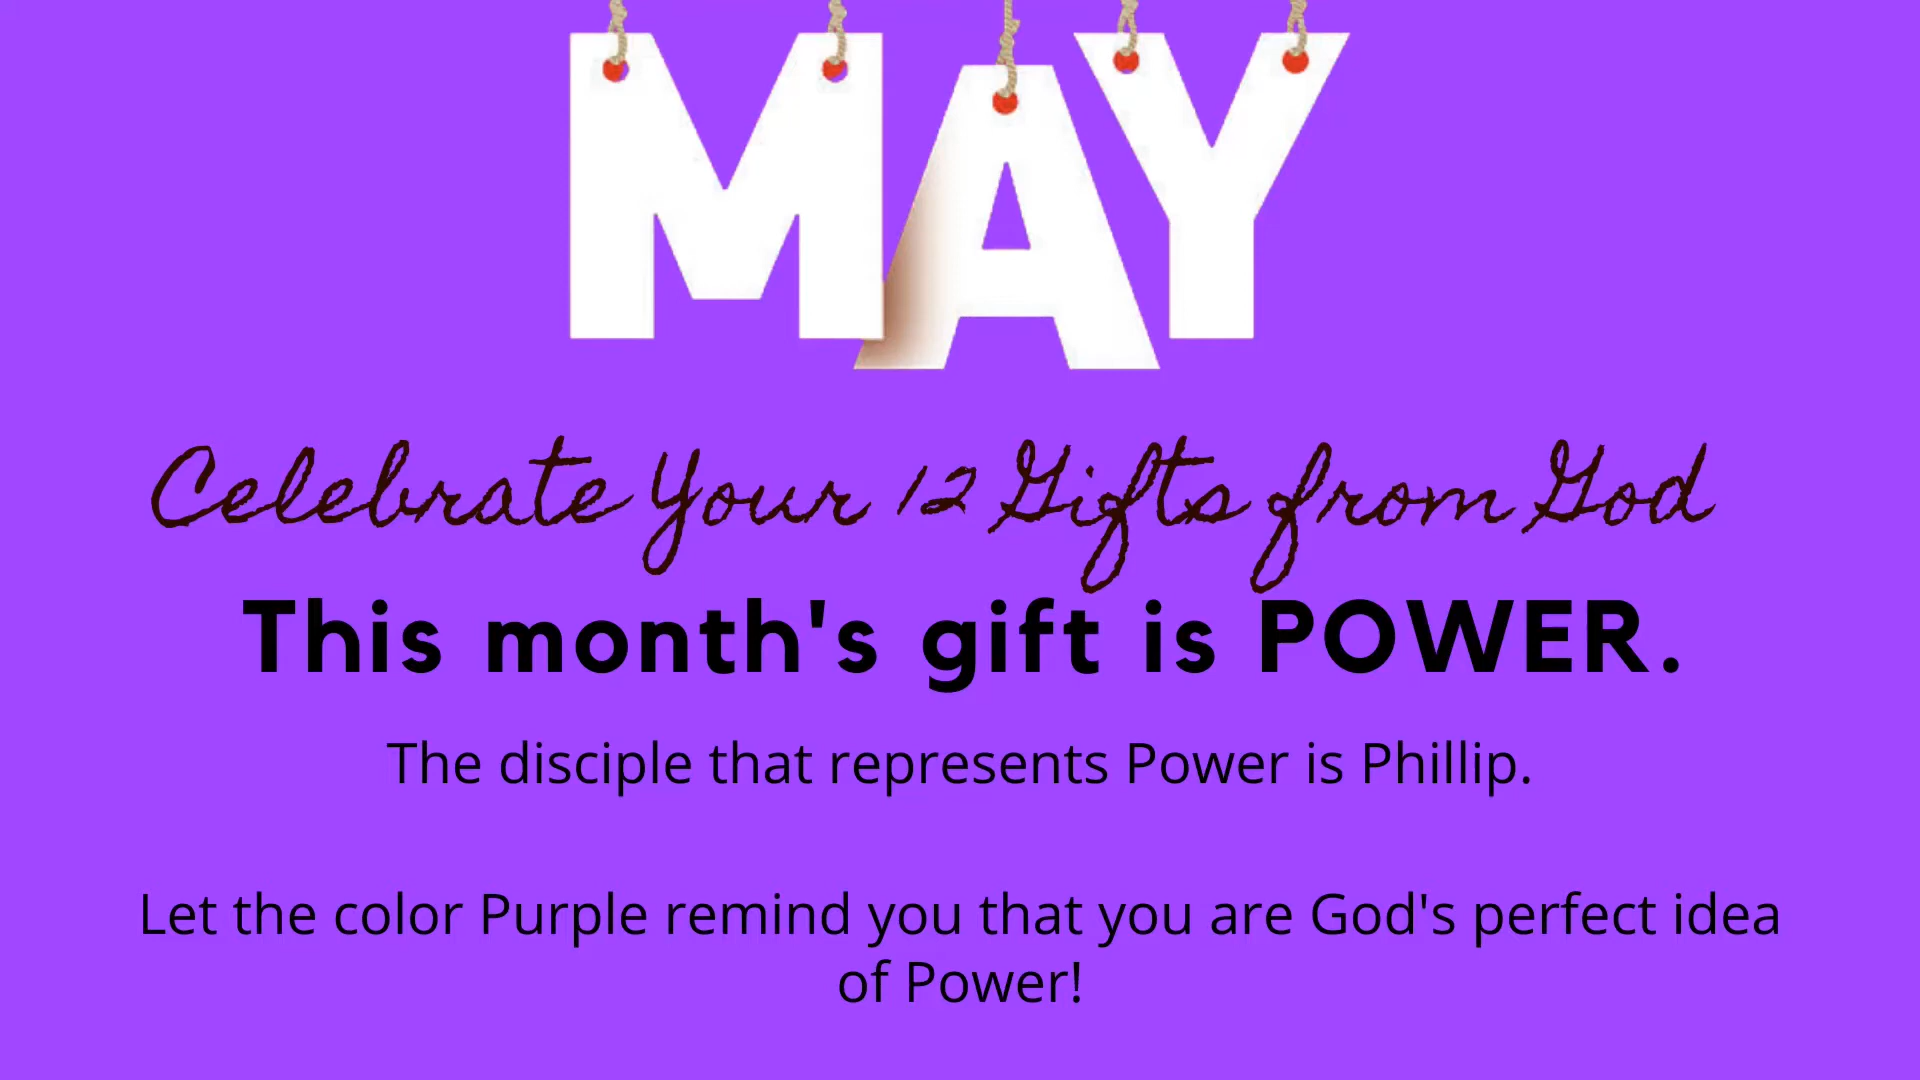 MAY
Celebrate Your 12 Gifts from God
This month's gift is POWER.
The disciple that represents Power is Phillip.
Let the color Purple remind you that you are God's perfect idea
of Power!